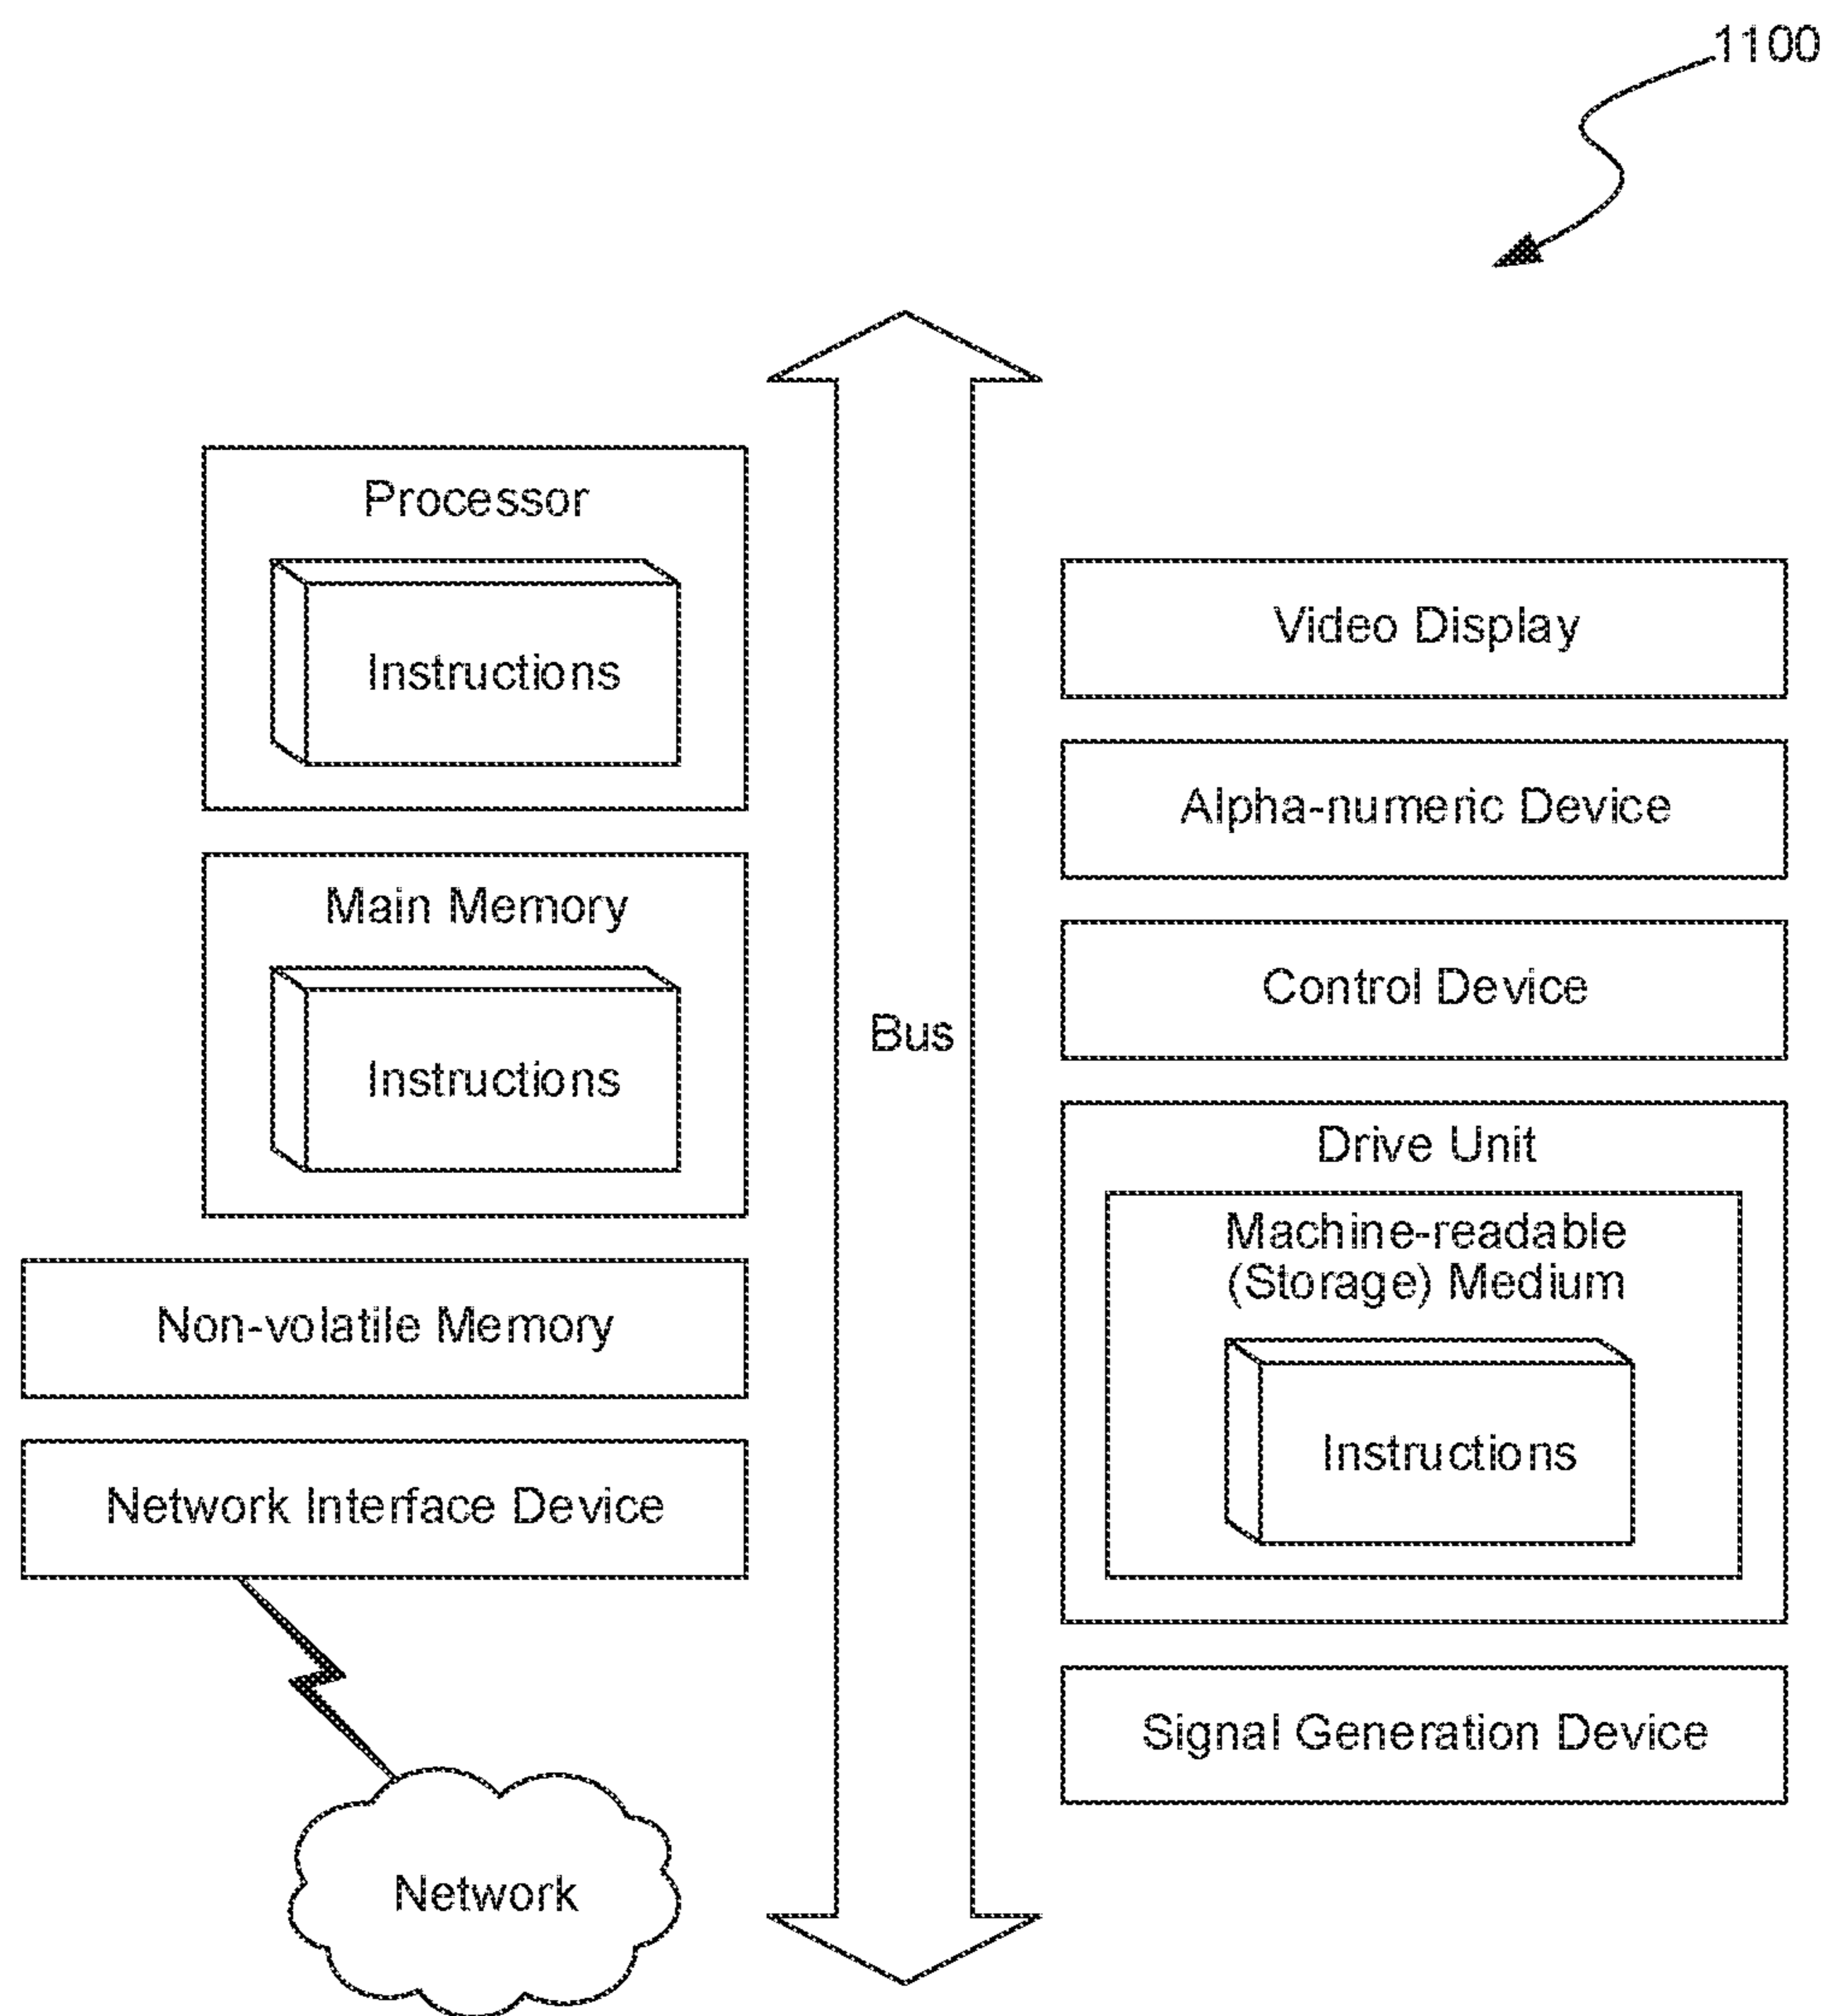 1100
Processor
Instructions
Main Memory
Instructions
Non-volatile Memory
Network Interface Device
Network
Bus
Video Display
Alpha-numeric Device
Control Device
Drive Unit
Machine-readable
(Storage) Medium
Instructions
Signal Generation Device